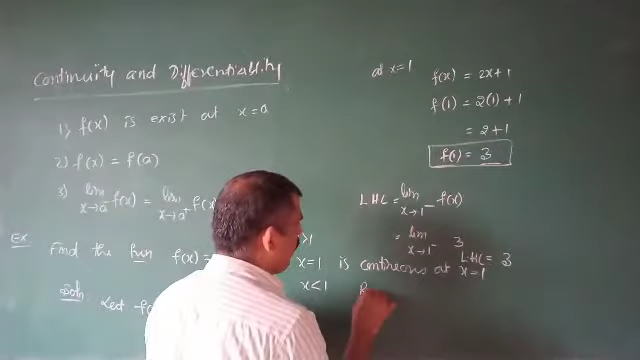 Continuity and Differentiability
1) f(x) is exist at x=a
2) f(x) = f(a)
3) lim x→a⁻ f(x) = lim x→a⁺ f(x
Ex Find the fun f(x) =
>1
x=1 is contineous at x=1
x<1
Soln. Let f(
at x=1
f(x) = 2x+1
f(1) = 2(1)+1
= 2+1
f(1) = 3
LHL = lim x→1⁻ f(x)
= lim x→1⁻ 3
LHL = 3
R